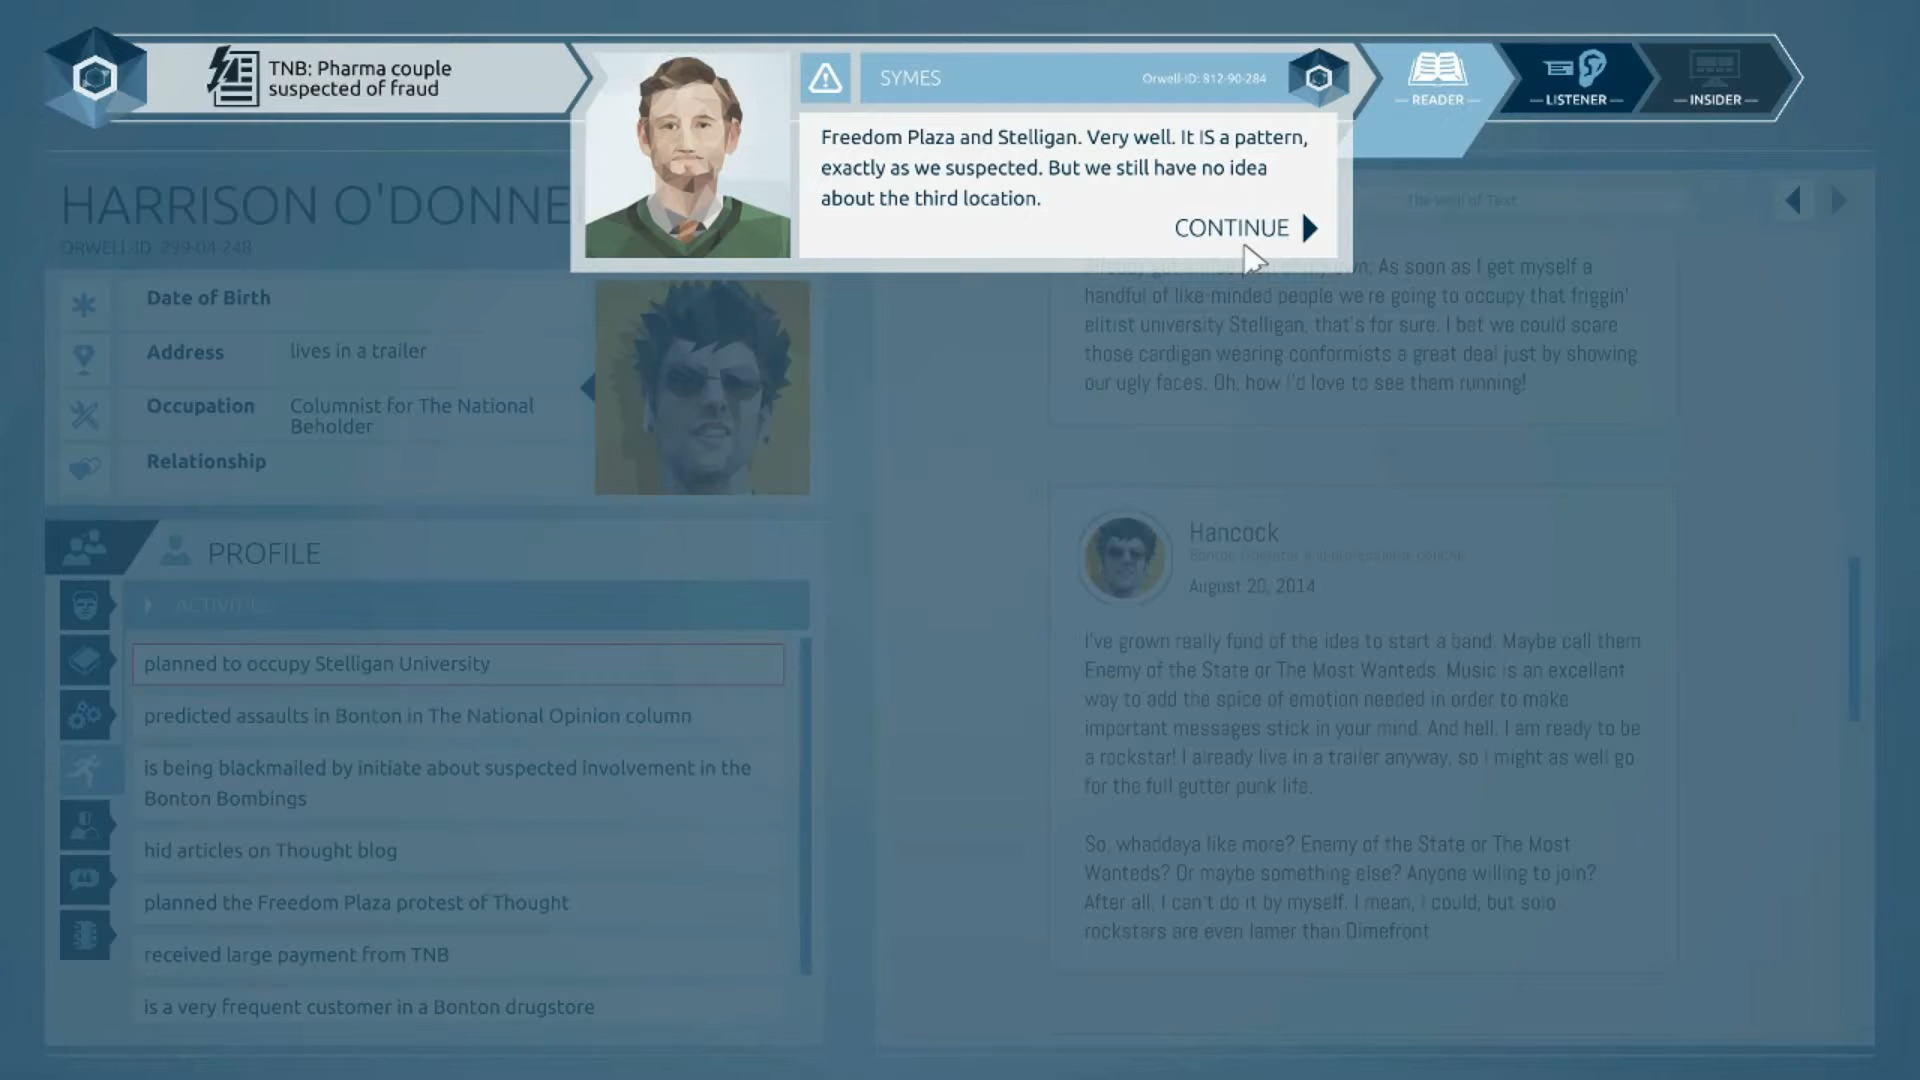 TNB: Pharma couple
suspected of fraud
SYMES
Orwell-ID: 812-90-284
Freedom Plaza and Stelligan. Very well. It IS a pattern,
exactly as we suspected. But we still have no idea
about the third location.
CONTINUE
READER
LISTENER
INSIDER
HARRISON O'DONNE
ORWELL-ID 299-04-248
Date of Birth
Address
lives in a trailer
Occupation
Columnist for The National
Beholder
Relationship
PROFILE
planned to occupy Stelligan University
predicted assaults in Bonton in The National Opinion column
is being blackmailed by initiate about suspected involvement in the
Bonton Bombings
hid articles on Thought blog
planned the Freedom Plaza protest of Thought
received large payment from TNB
is a very frequent customer in a Bonton drugstore
The Wall of Text
As soon as I get myself a
handful of like-minded people we're going to occupy that friggin'
elitist university Stelligan, that's for sure. I bet we could scare
those cardigan wearing conformists a great deal just by showing
our ugly faces. Oh, how I'd love to see them running!
Hancock
August 20, 2014
I've grown really fond of the idea to start a band. Maybe call them
Enemy of the State or The Most Wanteds. Music is an excellent
way to add the spice of emotion needed in order to make
important messages stick in your mind. And hell, I am ready to be
a rockstar! I already live in a trailer anyway, so I might as well go
for the full gutter punk life.
So, whaddaya like more? Enemy of the State or The Most
Wanteds? Or maybe something else? Anyone willing to join?
After all, I can't do it by myself. I mean, I could, but solo
rockstars are even lamer than Dimefront